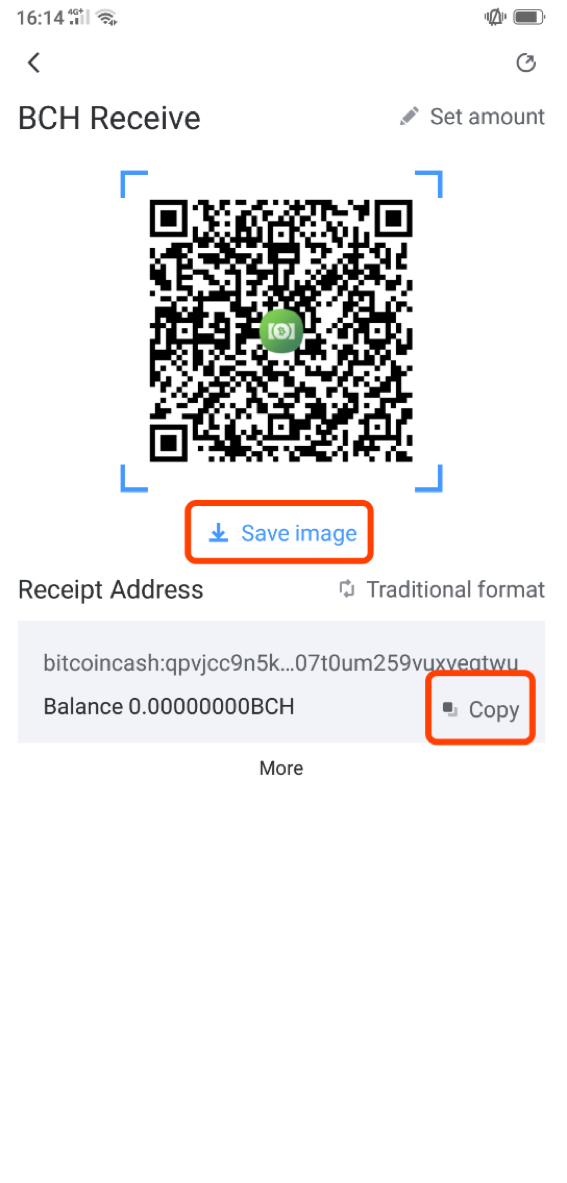 16:14 4G+
BCH Receive
Set amount
Save image
Receipt Address
Traditional format
bitcoincash:qpvjcc9n5k...07t0um259vuxyeqtwu
Balance 0.00000000BCH
Copy
More